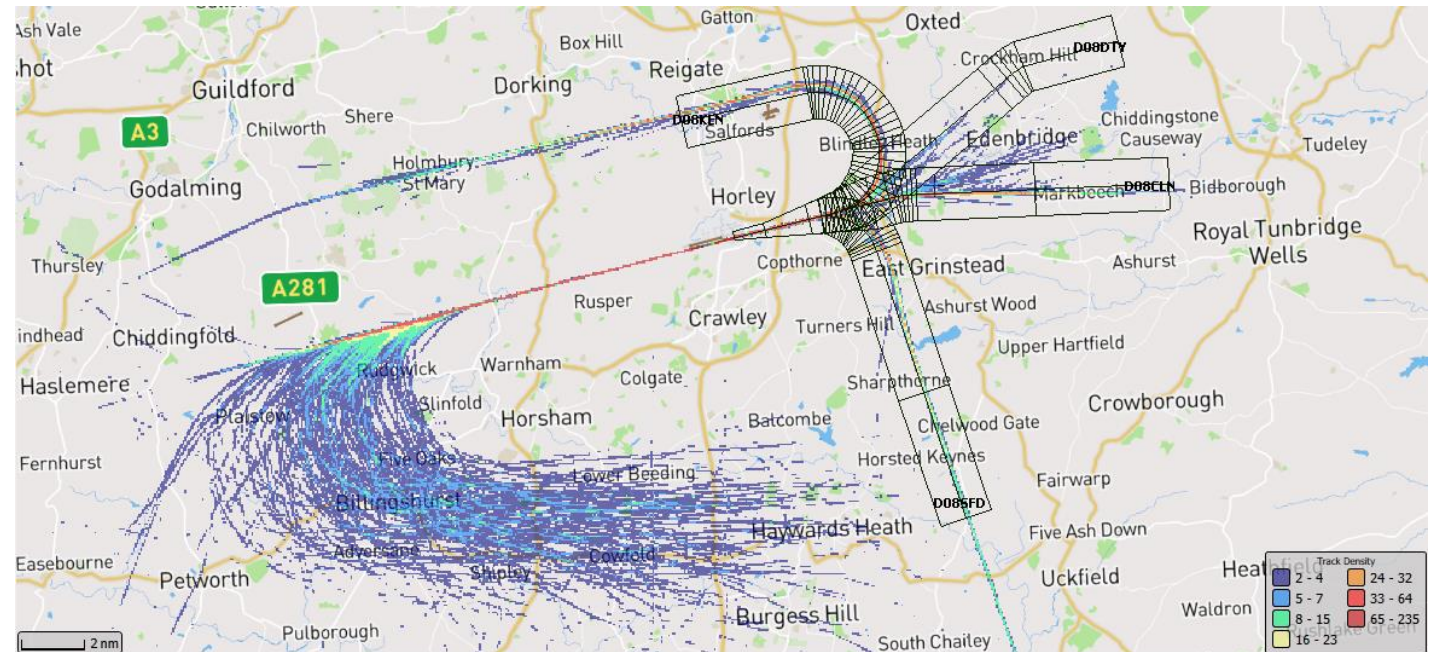 Ash Vale
Gatton
Oxted
Box Hill
Crockham Hill
D08DTY
shot
Reigate
Guildford
Dorking
A3
Chilworth
Shere
D08KEN
Salfords
Chiddingstone
Causeway
Tudeley
Blindley Heath
Edenbridge
Holmbury
St Mary
Godalming
Horley
Markbeech
D08CLN
Bidborough
Royal Tunbridge
Wells
Thursley
Copthorne
East Grinstead
Ashurst
A281
Rusper
Ashurst Wood
Crawley
Turners Hill
indhead
Chiddingfold
Upper Hartfield
Rudgwick
Warnham
Colgate
Sharpthorne
Haslemere
Slinfold
Crowborough
Plaistow
Horsham
Balcombe
Chelwood Gate
Fernhurst
Five Oaks
Lower Beeding
Horsted Keynes
Fairwarp
Billingshurst
D08SFD
Haywards Heath
Five Ash Down
Adversane
Cowfold
Easebourne
Petworth
Shipley
Uckfield
Heathfield
Burgess Hill
Waldron
Pulborough
South Chailey
Rushlake Green
2 nm
Track Density
2 - 4
24 - 32
5 - 7
33 - 64
8 - 15
65 - 235
16 - 23